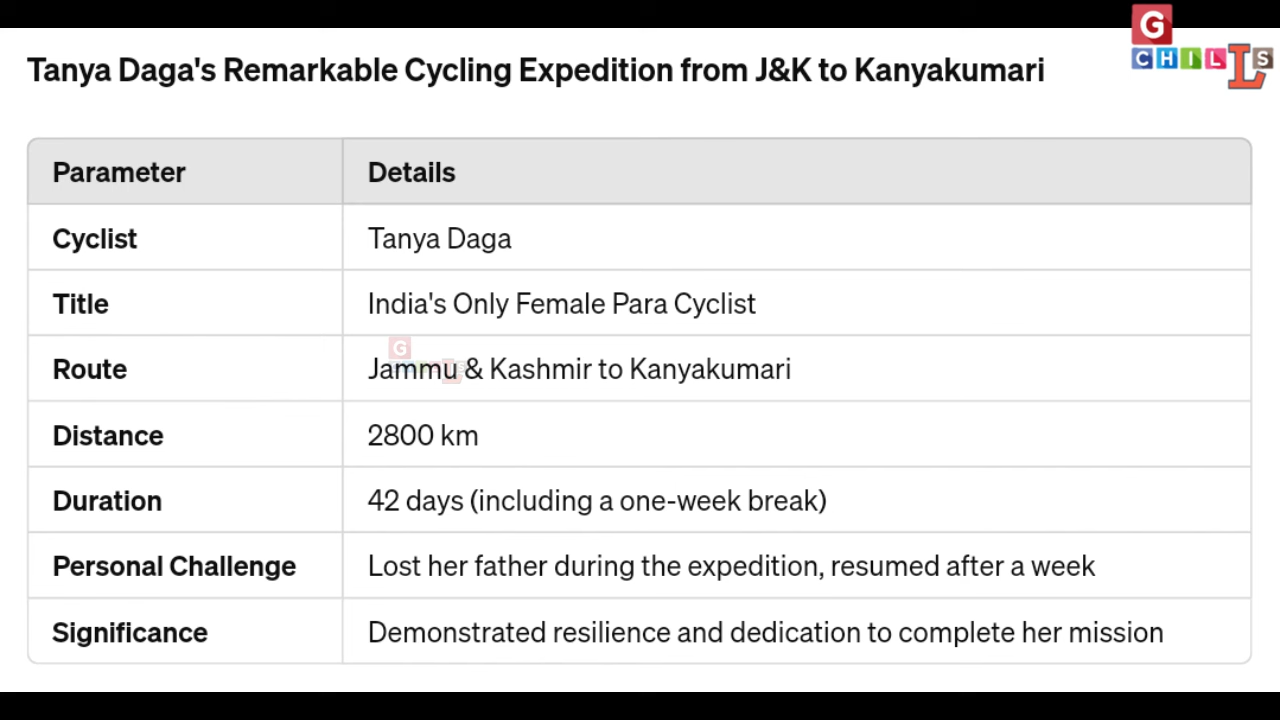 G
CHILLS
Tanya Daga's Remarkable Cycling Expedition from J&K to Kanyakumari
Parameter Details
Cyclist Tanya Daga
Title India's Only Female Para Cyclist
Route Jammu & Kashmir to Kanyakumari
Distance 2800 km
Duration 42 days (including a one-week break)
Personal Challenge Lost her father during the expedition, resumed after a week
Significance Demonstrated resilience and dedication to complete her mission